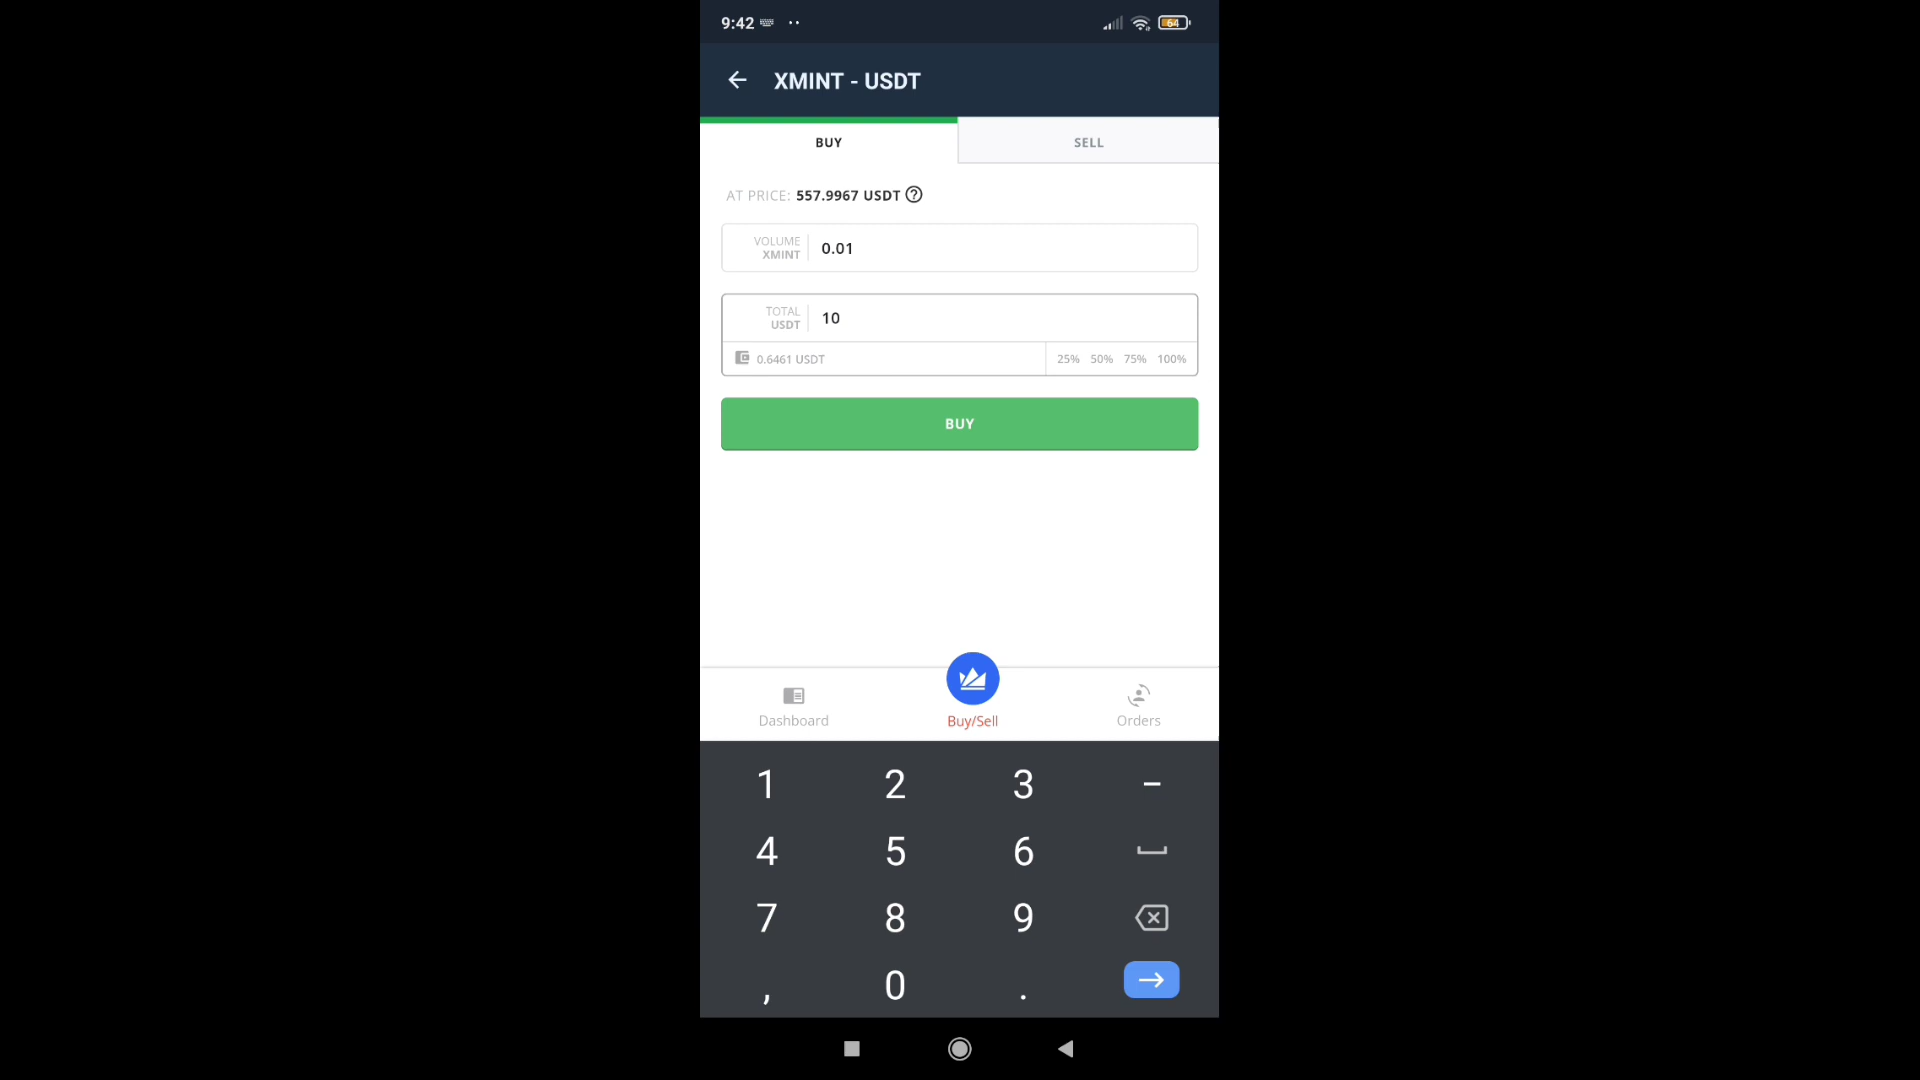 9:42
64
XMINT - USDT
BUY
SELL
AT PRICE: 557.9967 USDT ?
VOLUME
XMINT
0.01
TOTAL
USDT
10
0.6461 USDT
25% 50% 75% 100%
BUY
Dashboard
Buy/Sell
Orders
1 2 3 -
4 5 6
7 8 9
, 0 .